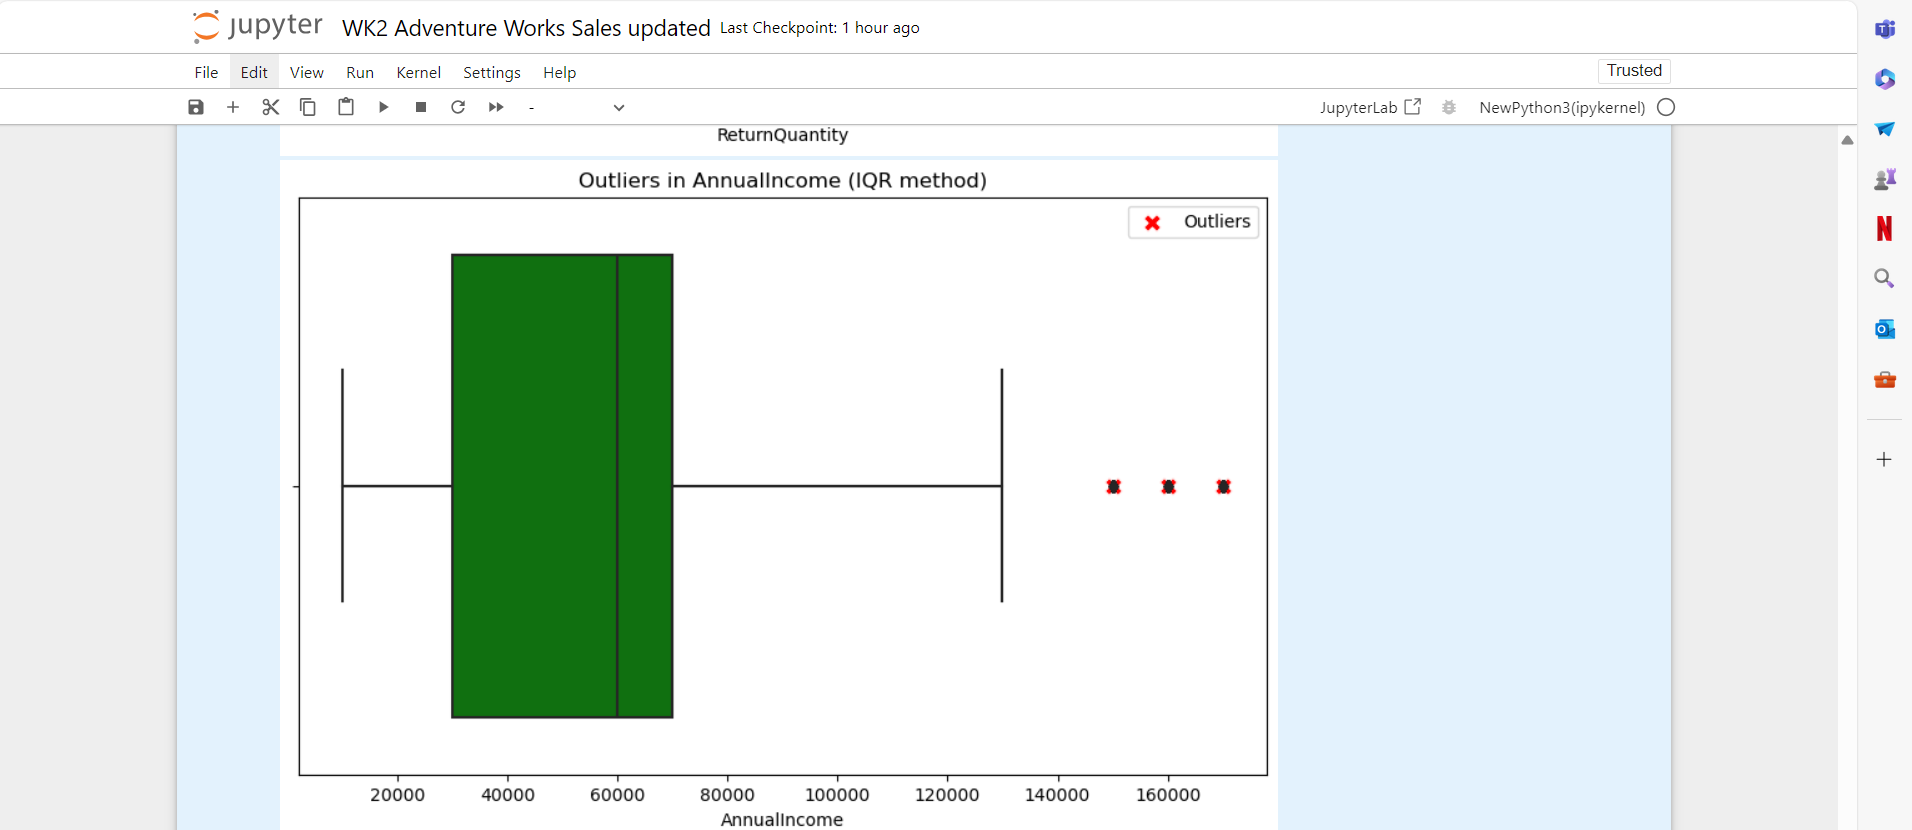 jupyter WK2 Adventure Works Sales updated Last Checkpoint: 1 hour ago
File Edit View Run Kernel Settings Help Trusted
- JupyterLab NewPython3(ipykernel)
ReturnQuantity
Outliers in AnnualIncome (IQR method)
Outliers
20000 40000 60000 80000 100000 120000 140000 160000
AnnualIncome